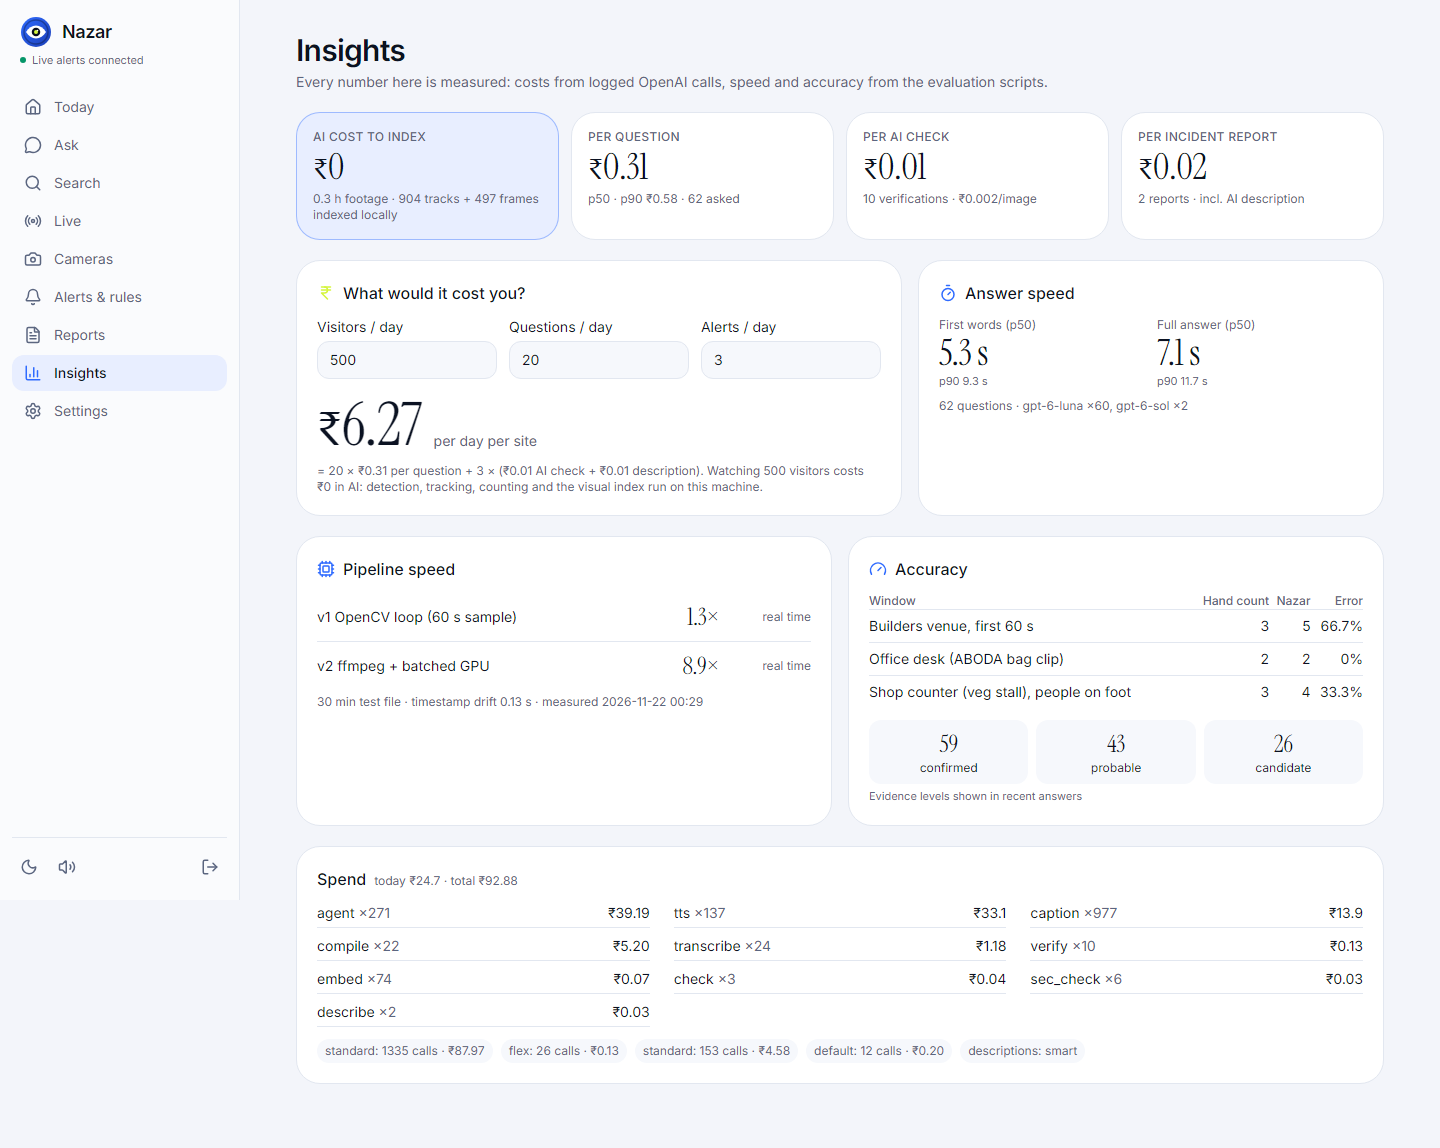 Nazar
Live alerts connected
Today
Ask
Search
Live
Cameras
Alerts & rules
Reports
Insights
Settings
Insights
Every number here is measured: costs from logged OpenAI calls, speed and accuracy from the evaluation scripts.
AI COST TO INDEX
₹0
0.3 h footage · 904 tracks + 497 frames
indexed locally
PER QUESTION
₹0.31
p50 · p90 ₹0.58 · 62 asked
PER AI CHECK
₹0.01
10 verifications · ₹0.002/image
PER INCIDENT REPORT
₹0.02
2 reports · incl. AI description
₹ What would it cost you?
Visitors / day Questions / day Alerts / day
500 20 3
₹6.27 per day per site
= 20 × ₹0.31 per question + 3 × (₹0.01 AI check + ₹0.01 description). Watching 500 visitors costs
₹0 in AI: detection, tracking, counting and the visual index run on this machine.
Answer speed
First words (p50) Full answer (p50)
5.3 s 7.1 s
p90 9.3 s p90 11.7 s
62 questions · gpt-6-luna ×60, gpt-6-sol ×2
Pipeline speed
v1 OpenCV loop (60 s sample) 1.3× real time
v2 ffmpeg + batched GPU 8.9× real time
30 min test file · timestamp drift 0.13 s · measured 2026-11-22 00:29
Accuracy
Window Hand count Nazar Error
Builders venue, first 60 s 3 5 66.7%
Office desk (ABODA bag clip) 2 2 0%
Shop counter (veg stall), people on foot 3 4 33.3%
59 43 26
confirmed probable candidate
Evidence levels shown in recent answers
Spend today ₹24.7 · total ₹92.88
agent ×271 ₹39.19 tts ×137 ₹33.1 caption ×977 ₹13.9
compile ×22 ₹5.20 transcribe ×24 ₹1.18 verify ×10 ₹0.13
embed ×74 ₹0.07 check ×3 ₹0.04 sec_check ×6 ₹0.03
describe ×2 ₹0.03
standard: 1335 calls · ₹87.97 flex: 26 calls · ₹0.13 standard: 153 calls · ₹4.58 default: 12 calls · ₹0.20 descriptions: smart